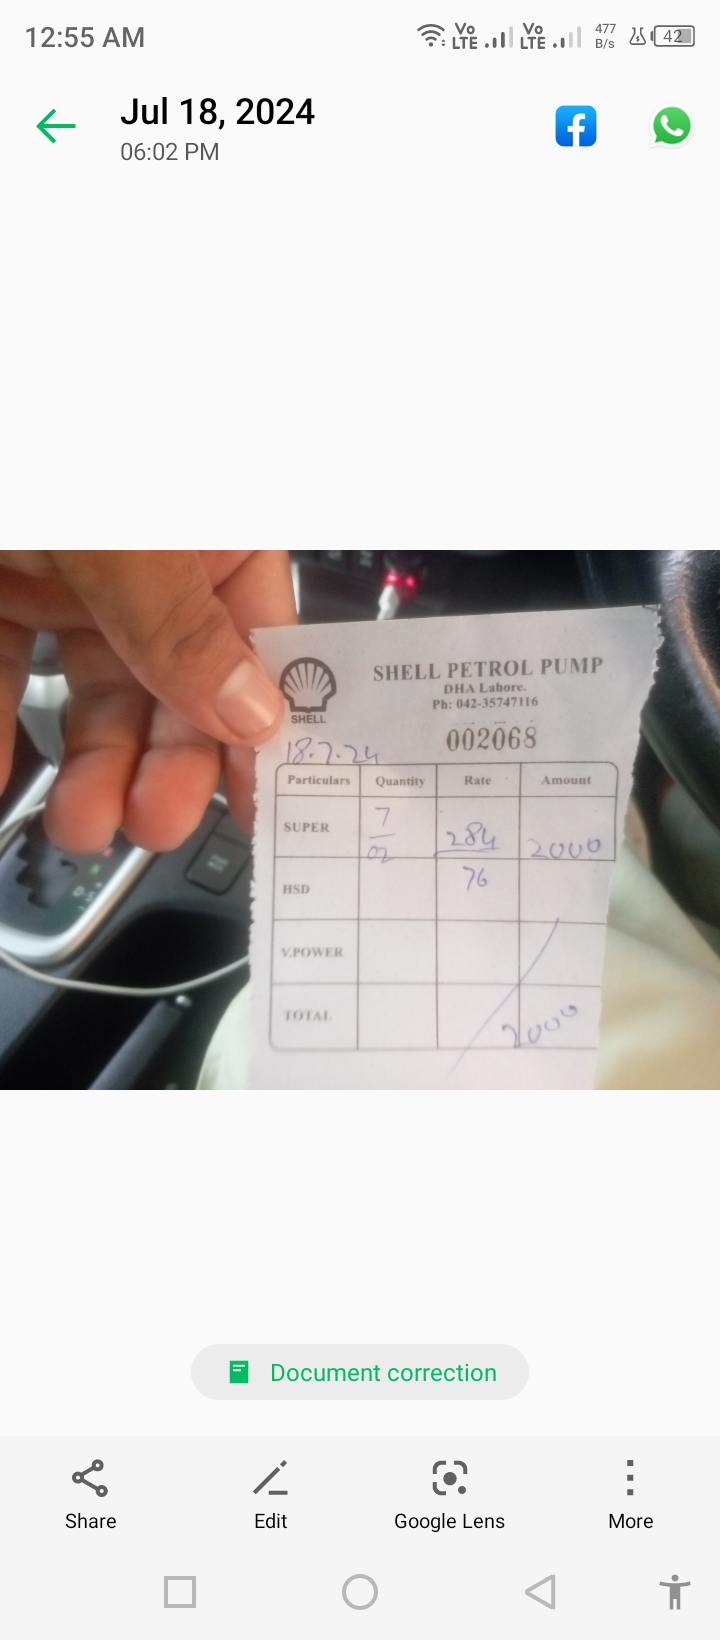 12:55 AM
Vo LTE Vo LTE 477 B/s 42
Jul 18, 2024
06:02 PM
SHELL
SHELL PETROL PUMP
DHA Lahore.
Ph: 042-35747116
002068
18.7.24
Particulars Quantity Rate Amount
SUPER 7/02 284 2000
HSD 76
V.POWER
TOTAL 2000
Document correction
Share Edit Google Lens More